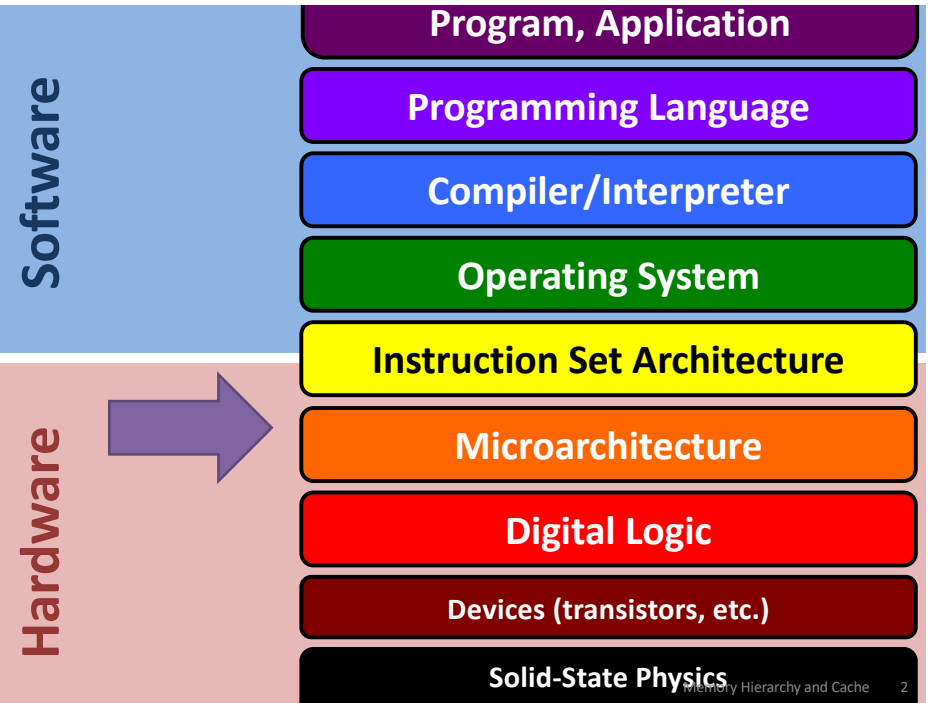 Software
Program, Application
Programming Language
Compiler/Interpreter
Operating System
Instruction Set Architecture
Hardware
Microarchitecture
Digital Logic
Devices (transistors, etc.)
Solid-State Physics
Memory Hierarchy and Cache 2